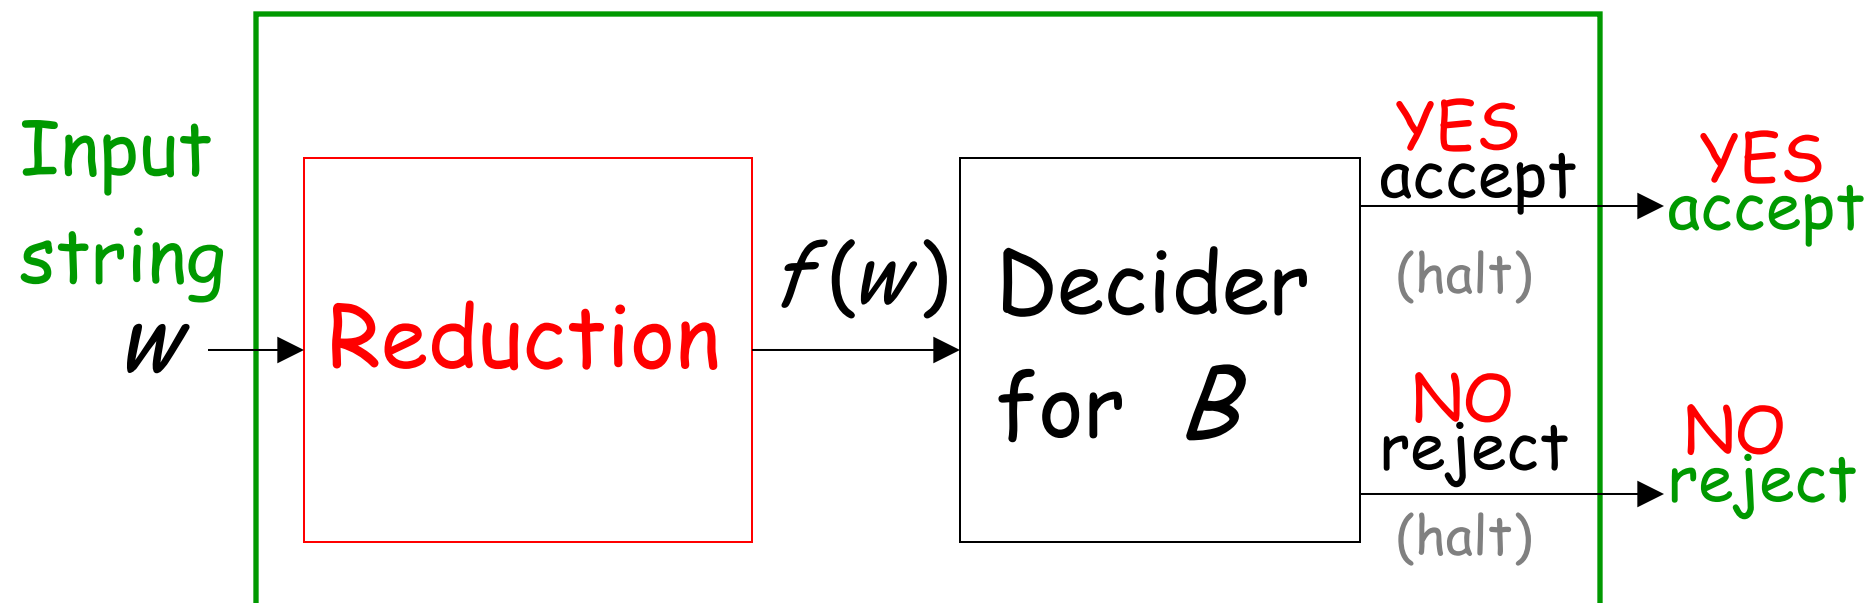 Input
string
w
Reduction
f(w)
Decider
for B
YES
accept
(halt)
NO
reject
(halt)
YES
accept
NO
reject